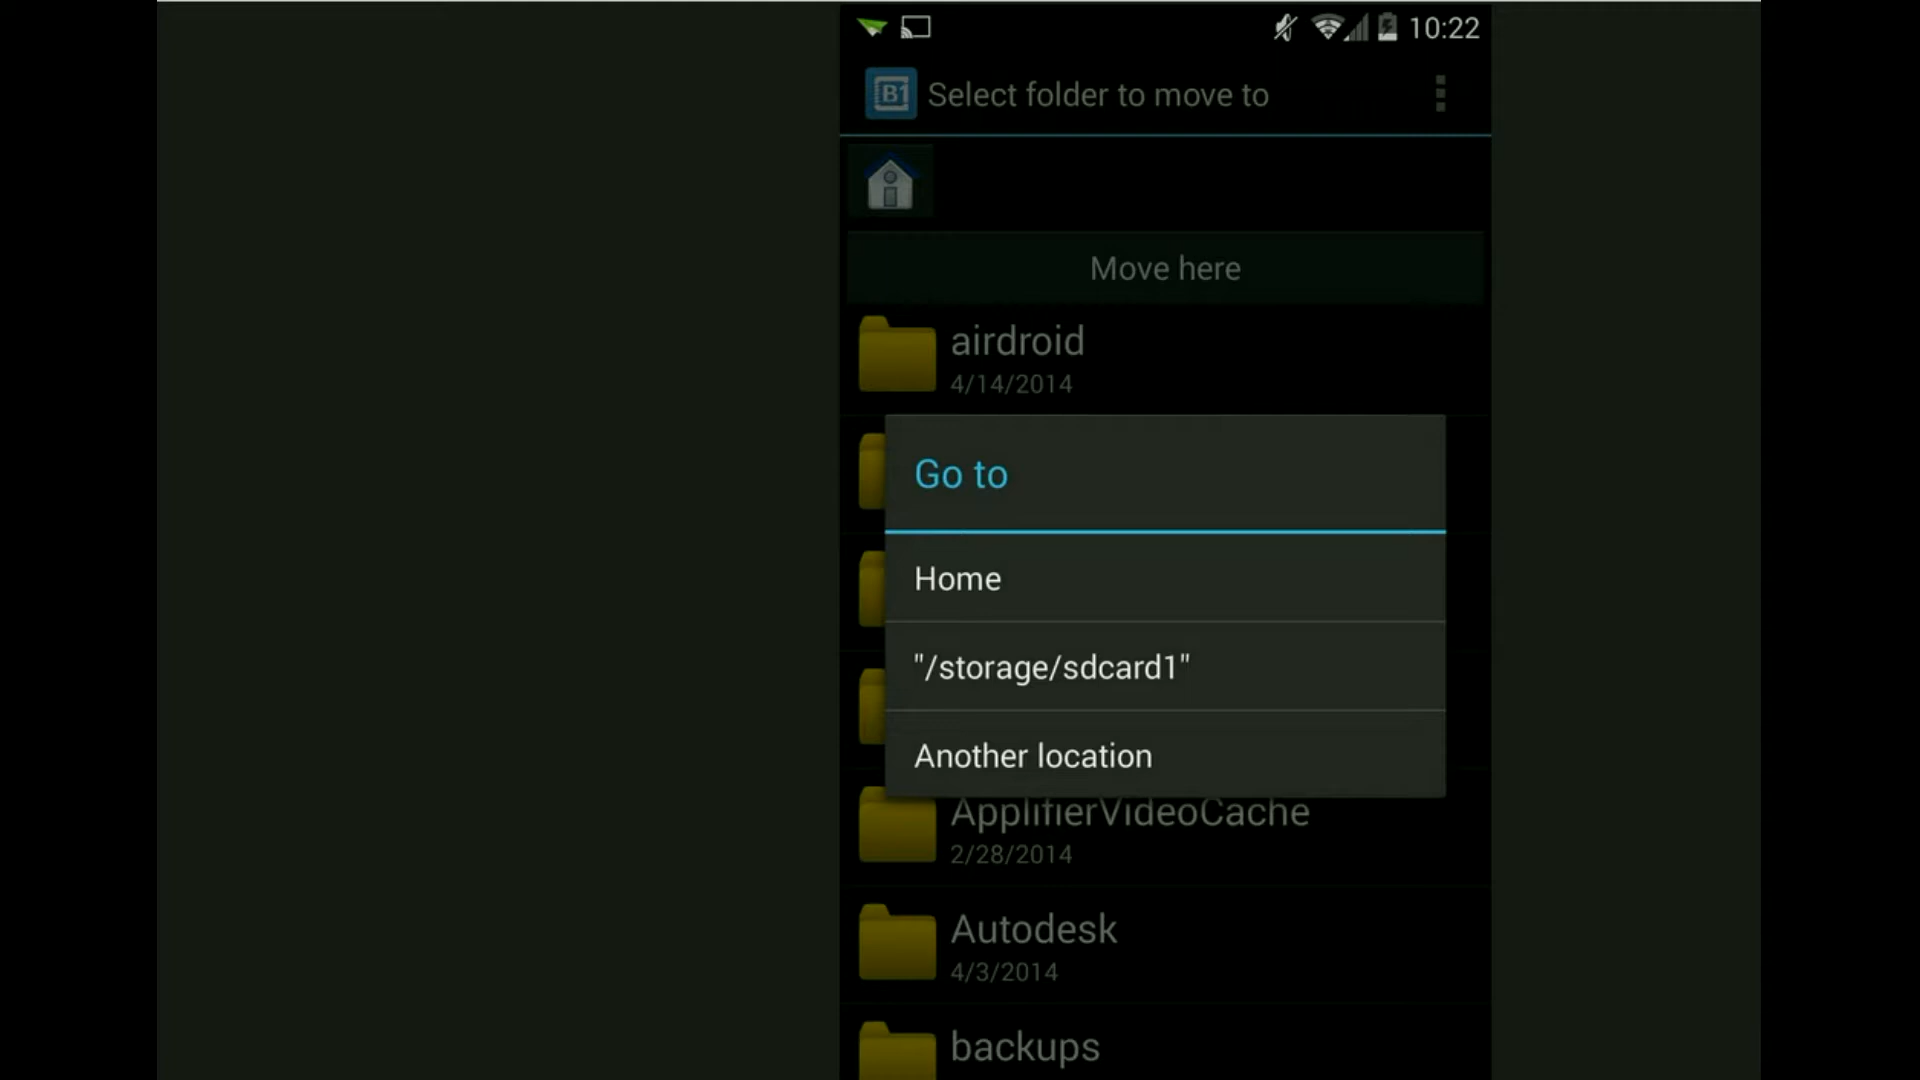 10:22
B1 Select folder to move to
Move here
airdroid
4/14/2014
Go to
Home
"/storage/sdcard1"
Another location
ApplifierVideoCache
2/28/2014
Autodesk
4/3/2014
backups